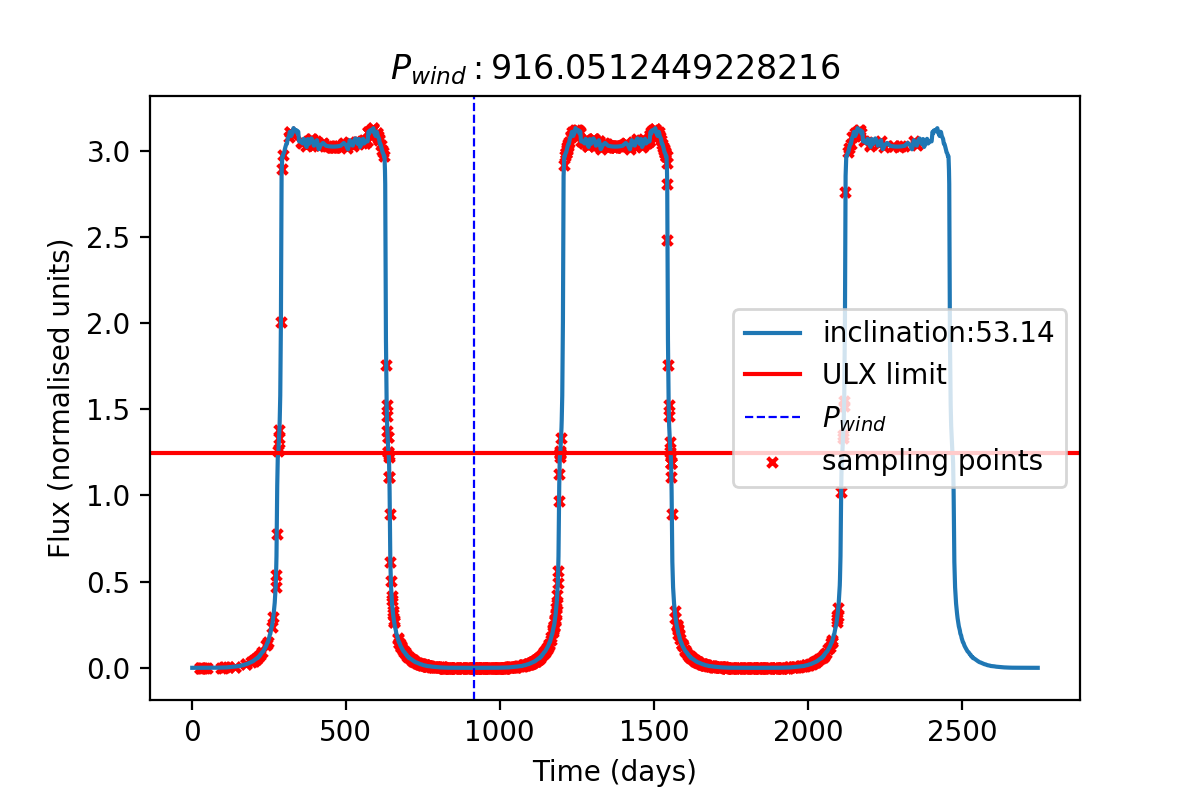 P_wind : 916.0512449228216
Flux (normalised units)
3.0
2.5
2.0
1.5
1.0
0.5
0.0
inclination:53.14
ULX limit
P_wind
sampling points
0 500 1000 1500 2000 2500
Time (days)